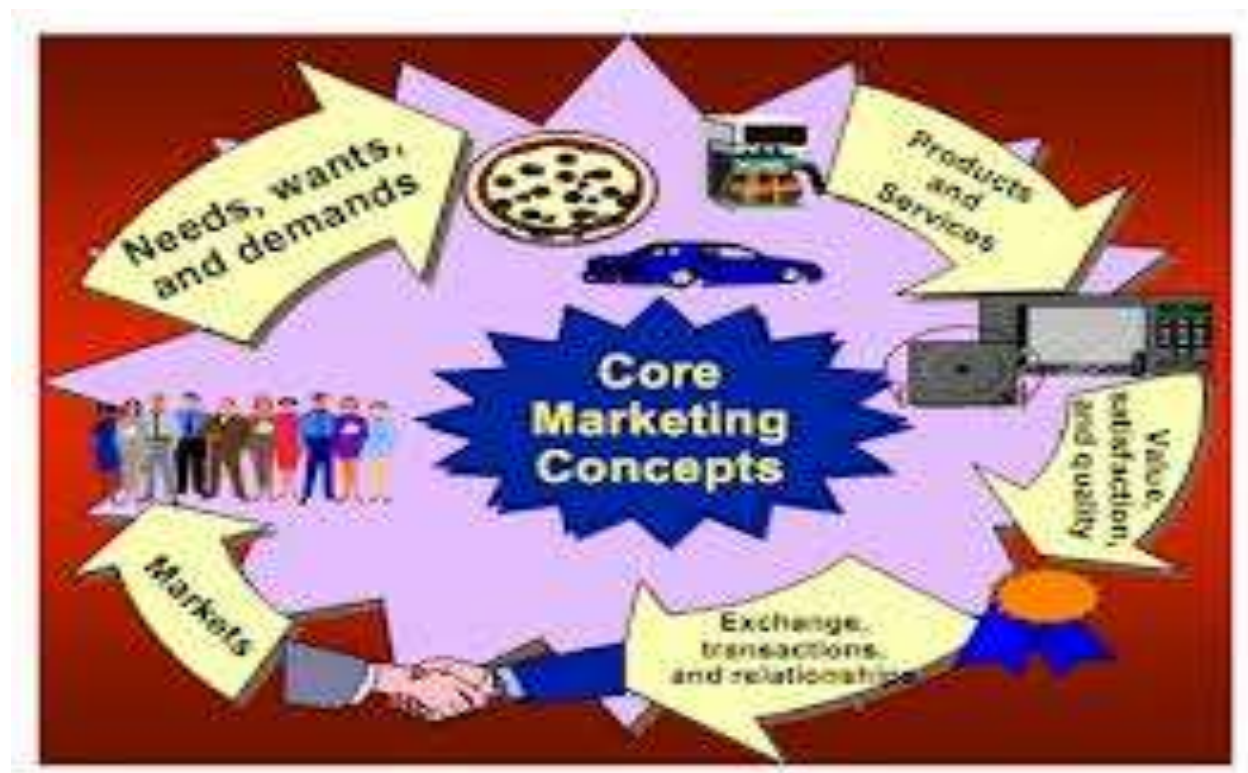 Needs, wants,
and demands
Products
and
Services
Core
Marketing
Concepts
Value,
satisfaction,
and quality
Exchange,
transactions,
and relationships
Markets